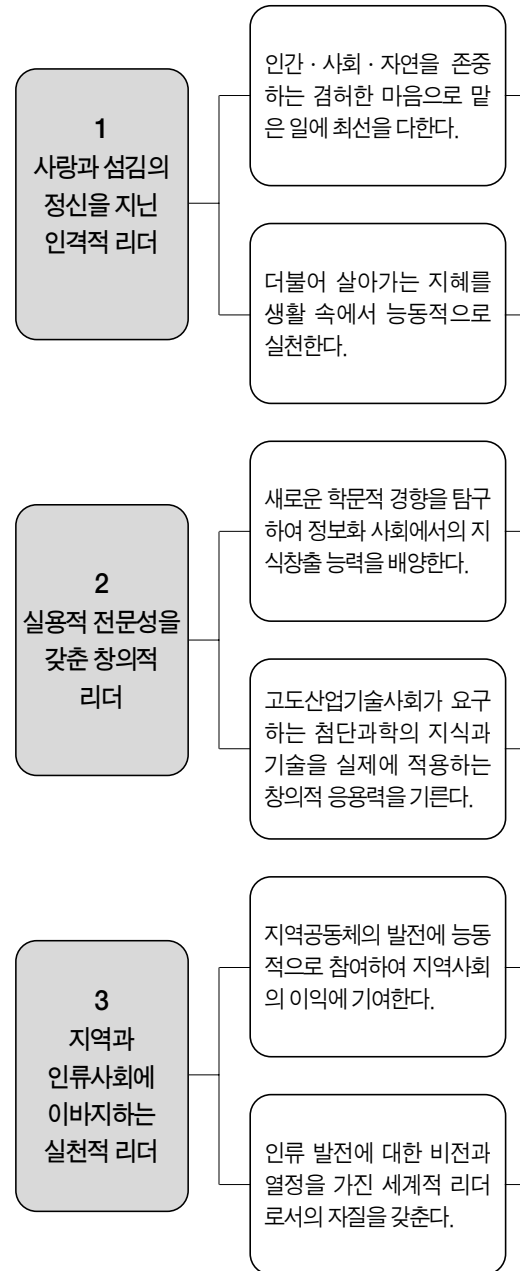 1
사랑과 섬김의
정신을 지닌
인격적 리더
인간 · 사회 · 자연을 존중
하는 겸허한 마음으로 맡
은 일에 최선을 다한다.
더불어 살아가는 지혜를
생활 속에서 능동적으로
실천한다.
2
실용적 전문성을
갖춘 창의적
리더
새로운 학문적 경향을 탐구
하여 정보화 사회에서의 지
식창출 능력을 배양한다.
고도산업기술사회가 요구
하는 첨단과학의 지식과
기술을 실제에 적용하는
창의적 응용력을 기른다.
3
지역과
인류사회에
이바지하는
실천적 리더
지역공동체의 발전에 능동
적으로 참여하여 지역사회
의 이익에 기여한다.
인류 발전에 대한 비전과
열정을 가진 세계적 리더
로서의 자질을 갖춘다.